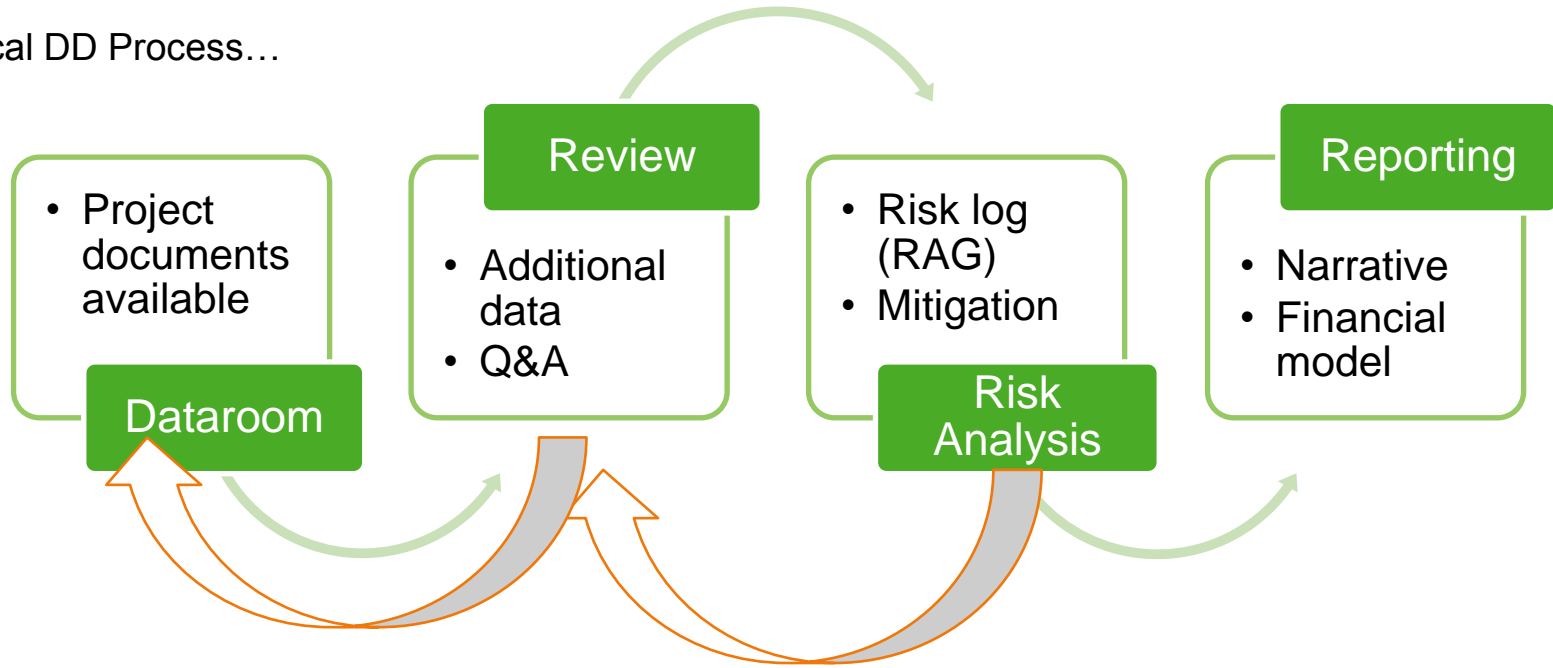 cal DD Process…
• Project
documents
available
Dataroom
Review
• Additional
data
• Q&A
• Risk log
(RAG)
• Mitigation
Risk
Analysis
Reporting
• Narrative
• Financial
model